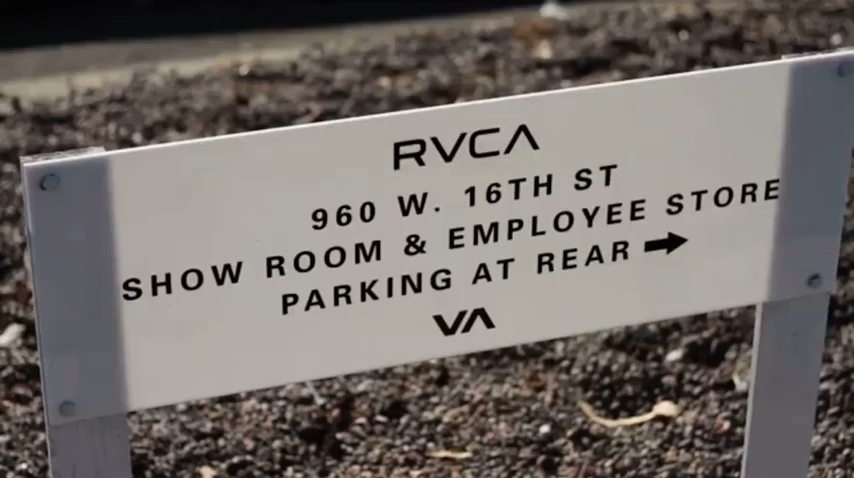 RVCA
960 W. 16TH ST
SHOW ROOM & EMPLOYEE STORE
PARKING AT REAR ➡
VA